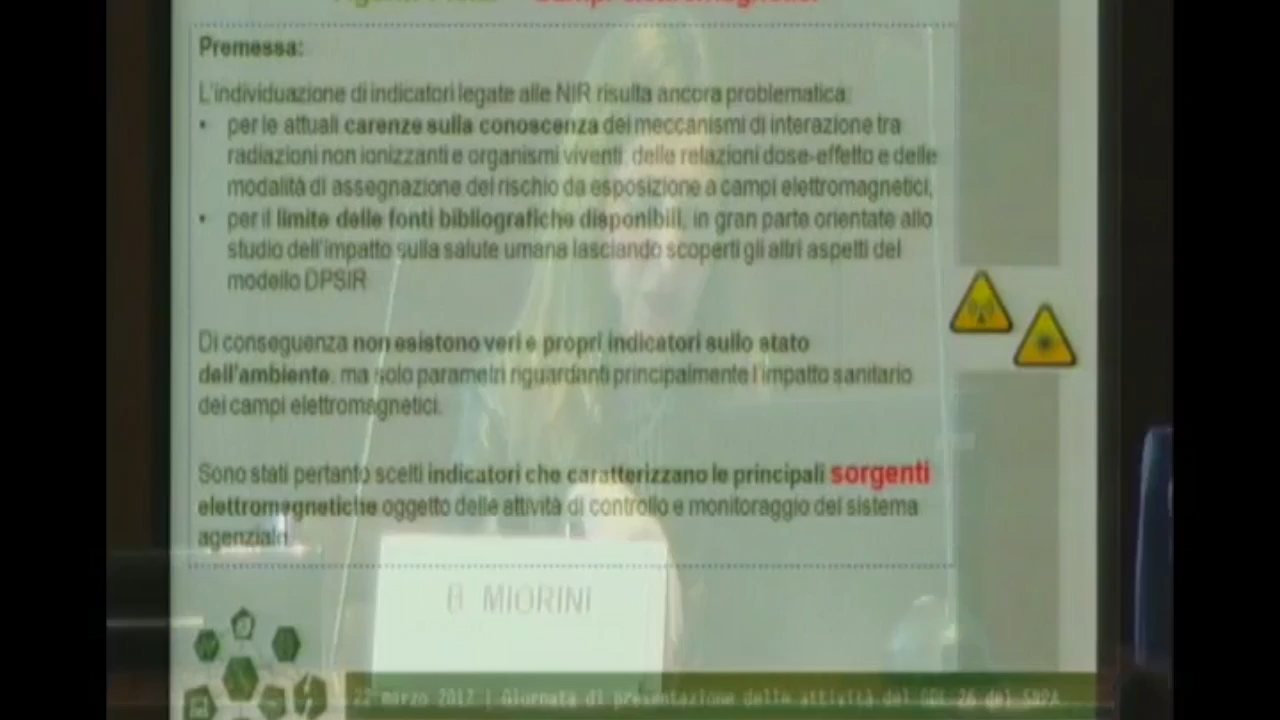 Premessa:
L'individuazione di indicatori legate alle NIR risulta ancora problematica:
• per le attuali carenze sulla conoscenza dei meccanismi di interazione tra
radiazioni non ionizzanti e organismi viventi, delle relazioni dose-effetto e delle
modalità di assegnazione del rischio da esposizione a campi elettromagnetici;
• per il limite delle fonti bibliografiche disponibili, in gran parte orientate allo
studio dell'impatto sulla salute umana lasciando scoperti gli altri aspetti del
modello DPSIR
Di conseguenza non esistono veri e propri indicatori sullo stato
dell'ambiente, ma solo parametri riguardanti principalmente l'impatto sanitario
dei campi elettromagnetici.
Sono stati pertanto scelti indicatori che caratterizzano le principali sorgenti
elettromagnetiche oggetto delle attività di controllo e monitoraggio del sistema
agenziale
B. MIORINI
22 marzo 2012 | Giornata di presentazione delle attività del GDL 26 del SNPA